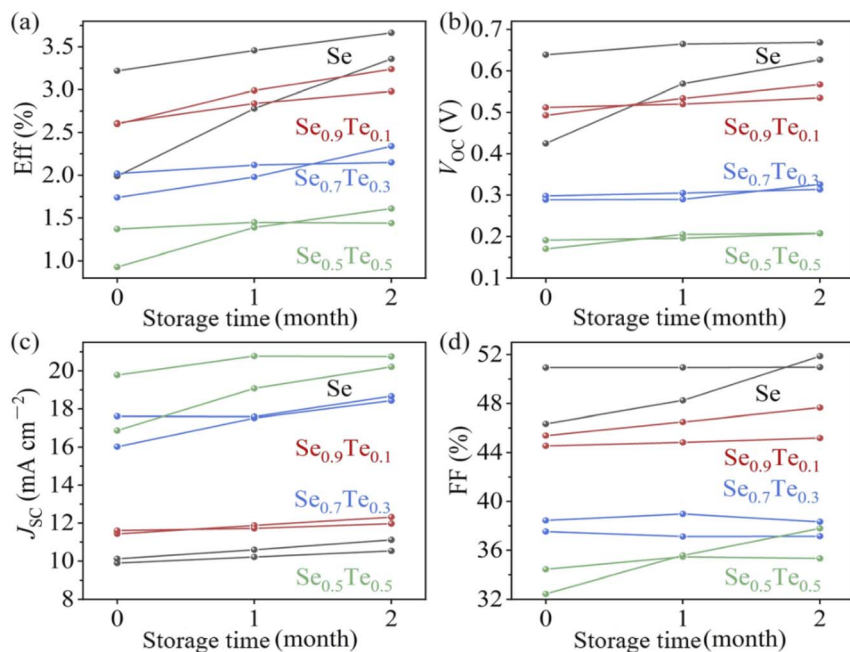 (a)
3.5
3.0
2.5
2.0
1.5
1.0
Eff (%)
Se
Se0.9Te0.1
Se0.7Te0.3
Se0.5Te0.5
0 1 2
Storage time (month)
(b)
0.7
0.6
0.5
0.4
0.3
0.2
0.1
VOC (V)
Se
Se0.9Te0.1
Se0.7Te0.3
Se0.5Te0.5
0 1 2
Storage time (month)
(c)
20
18
16
14
12
10
8
JSC (mA cm−2)
Se
Se0.9Te0.1
Se0.7Te0.3
Se0.5Te0.5
0 1 2
Storage time (month)
(d)
52
48
44
40
36
32
FF (%)
Se
Se0.9Te0.1
Se0.7Te0.3
Se0.5Te0.5
0 1 2
Storage time (month)